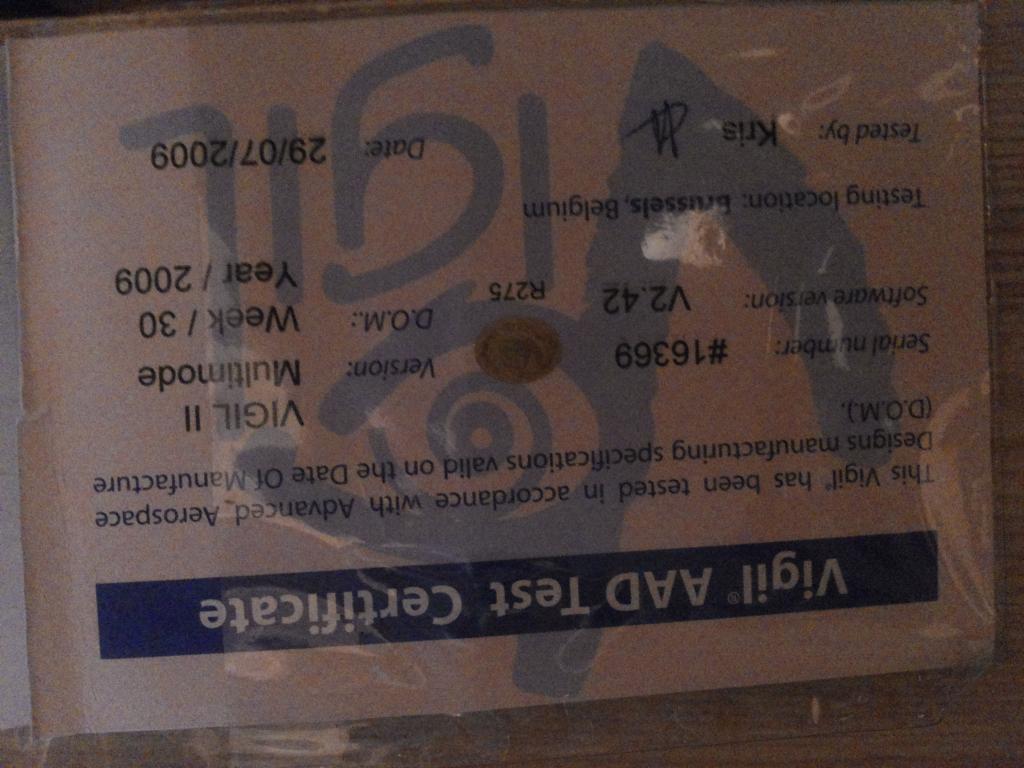 Vigil® AAD Test Certificate
This Vigil® has been tested in accordance with Advanced Aerospace
Designs manufacturing specifications valid on the Date Of Manufacture
(D.O.M.).
VIGIL II
Serial number: #16369 Version: Multimode
Software version: V2.42 R275 D.O.M.: Week / 30
Year / 2009
Testing location: Brussels, Belgium
Tested by: Kris Date: 29/07/2009
Vigil